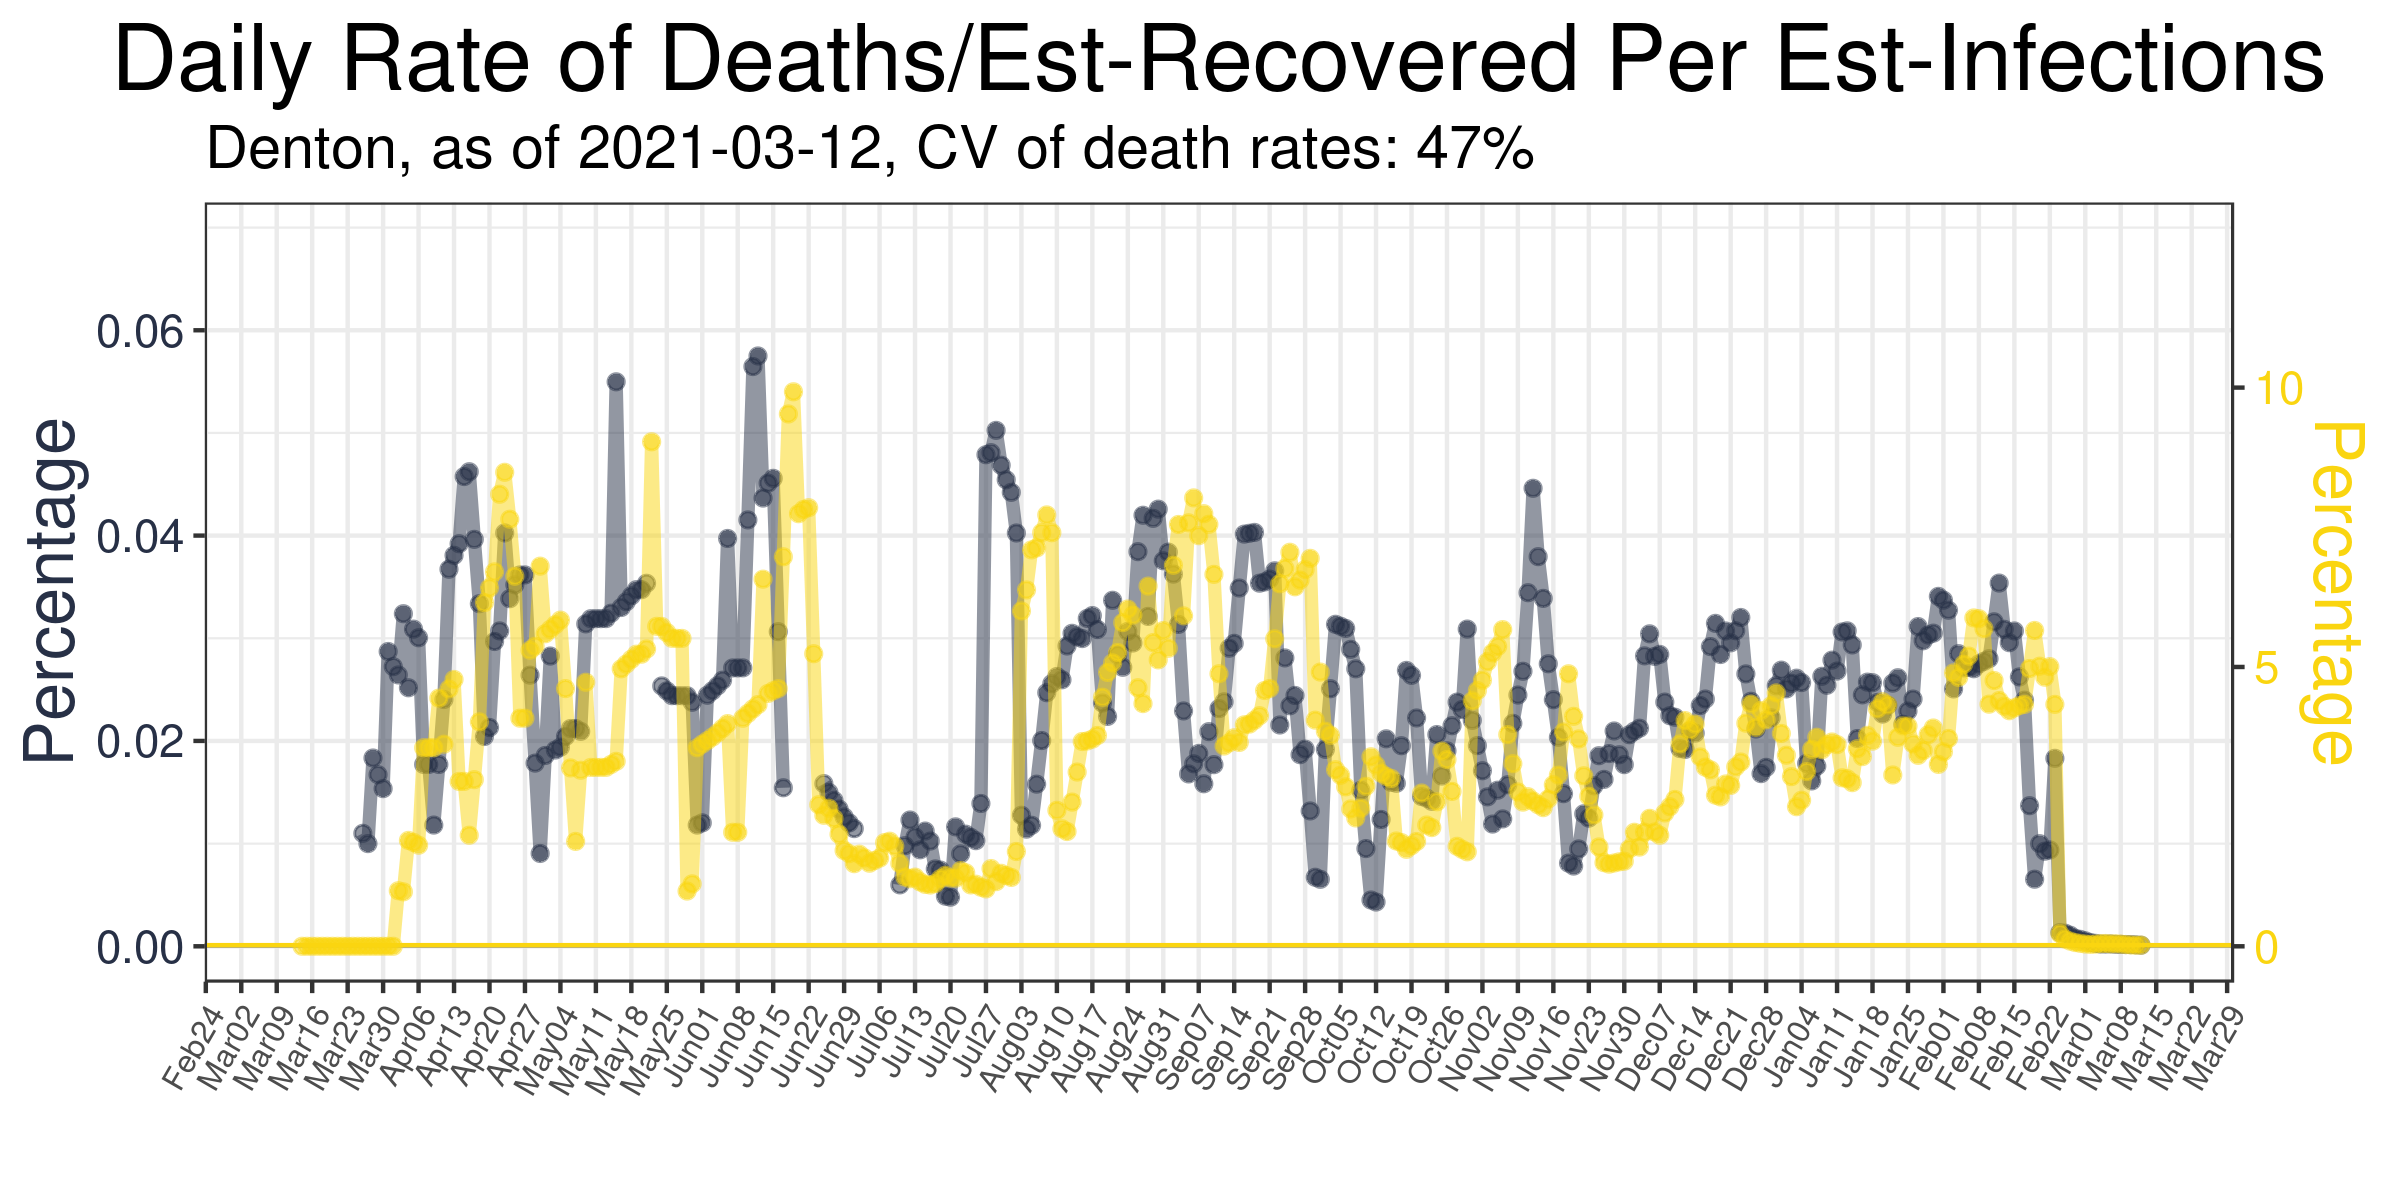 Daily Rate of Deaths/Est-Recovered Per Est-Infections
Denton, as of 2021-03-12, CV of death rates: 47%
Percentage
0.06
0.04
0.02
0.00
10
5
0
Percentage
Feb24
Mar02
Mar09
Mar16
Mar23
Mar30
Apr06
Apr13
Apr20
Apr27
May04
May11
May18
May25
Jun01
Jun08
Jun15
Jun22
Jun29
Jul06
Jul13
Jul20
Jul27
Aug03
Aug10
Aug17
Aug24
Aug31
Sep07
Sep14
Sep21
Sep28
Oct05
Oct12
Oct19
Oct26
Nov02
Nov09
Nov16
Nov23
Nov30
Dec07
Dec14
Dec21
Dec28
Jan04
Jan11
Jan18
Jan25
Feb01
Feb08
Feb15
Feb22
Mar01
Mar08
Mar15
Mar22
Mar29